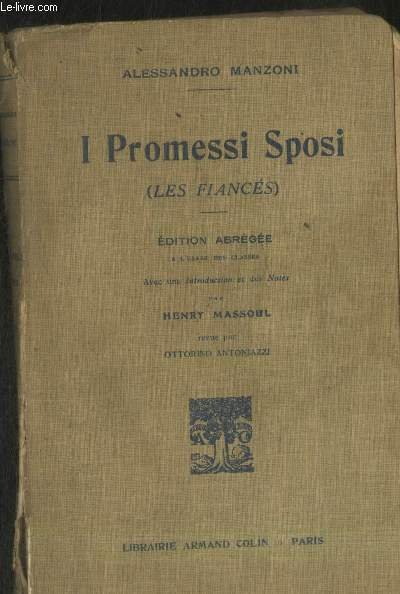 Le-livre.com
ALESSANDRO MANZONI
I Promessi Sposi
(LES FIANCÉS)
ÉDITION ABRÉGÉE
A L'USAGE DES CLASSES
Avec une Introduction et des Notes
PAR
HENRY MASSOUL
revue par
OTTORINO ANTONIAZZI
A C
LIBRAIRIE ARMAND COLIN PARIS